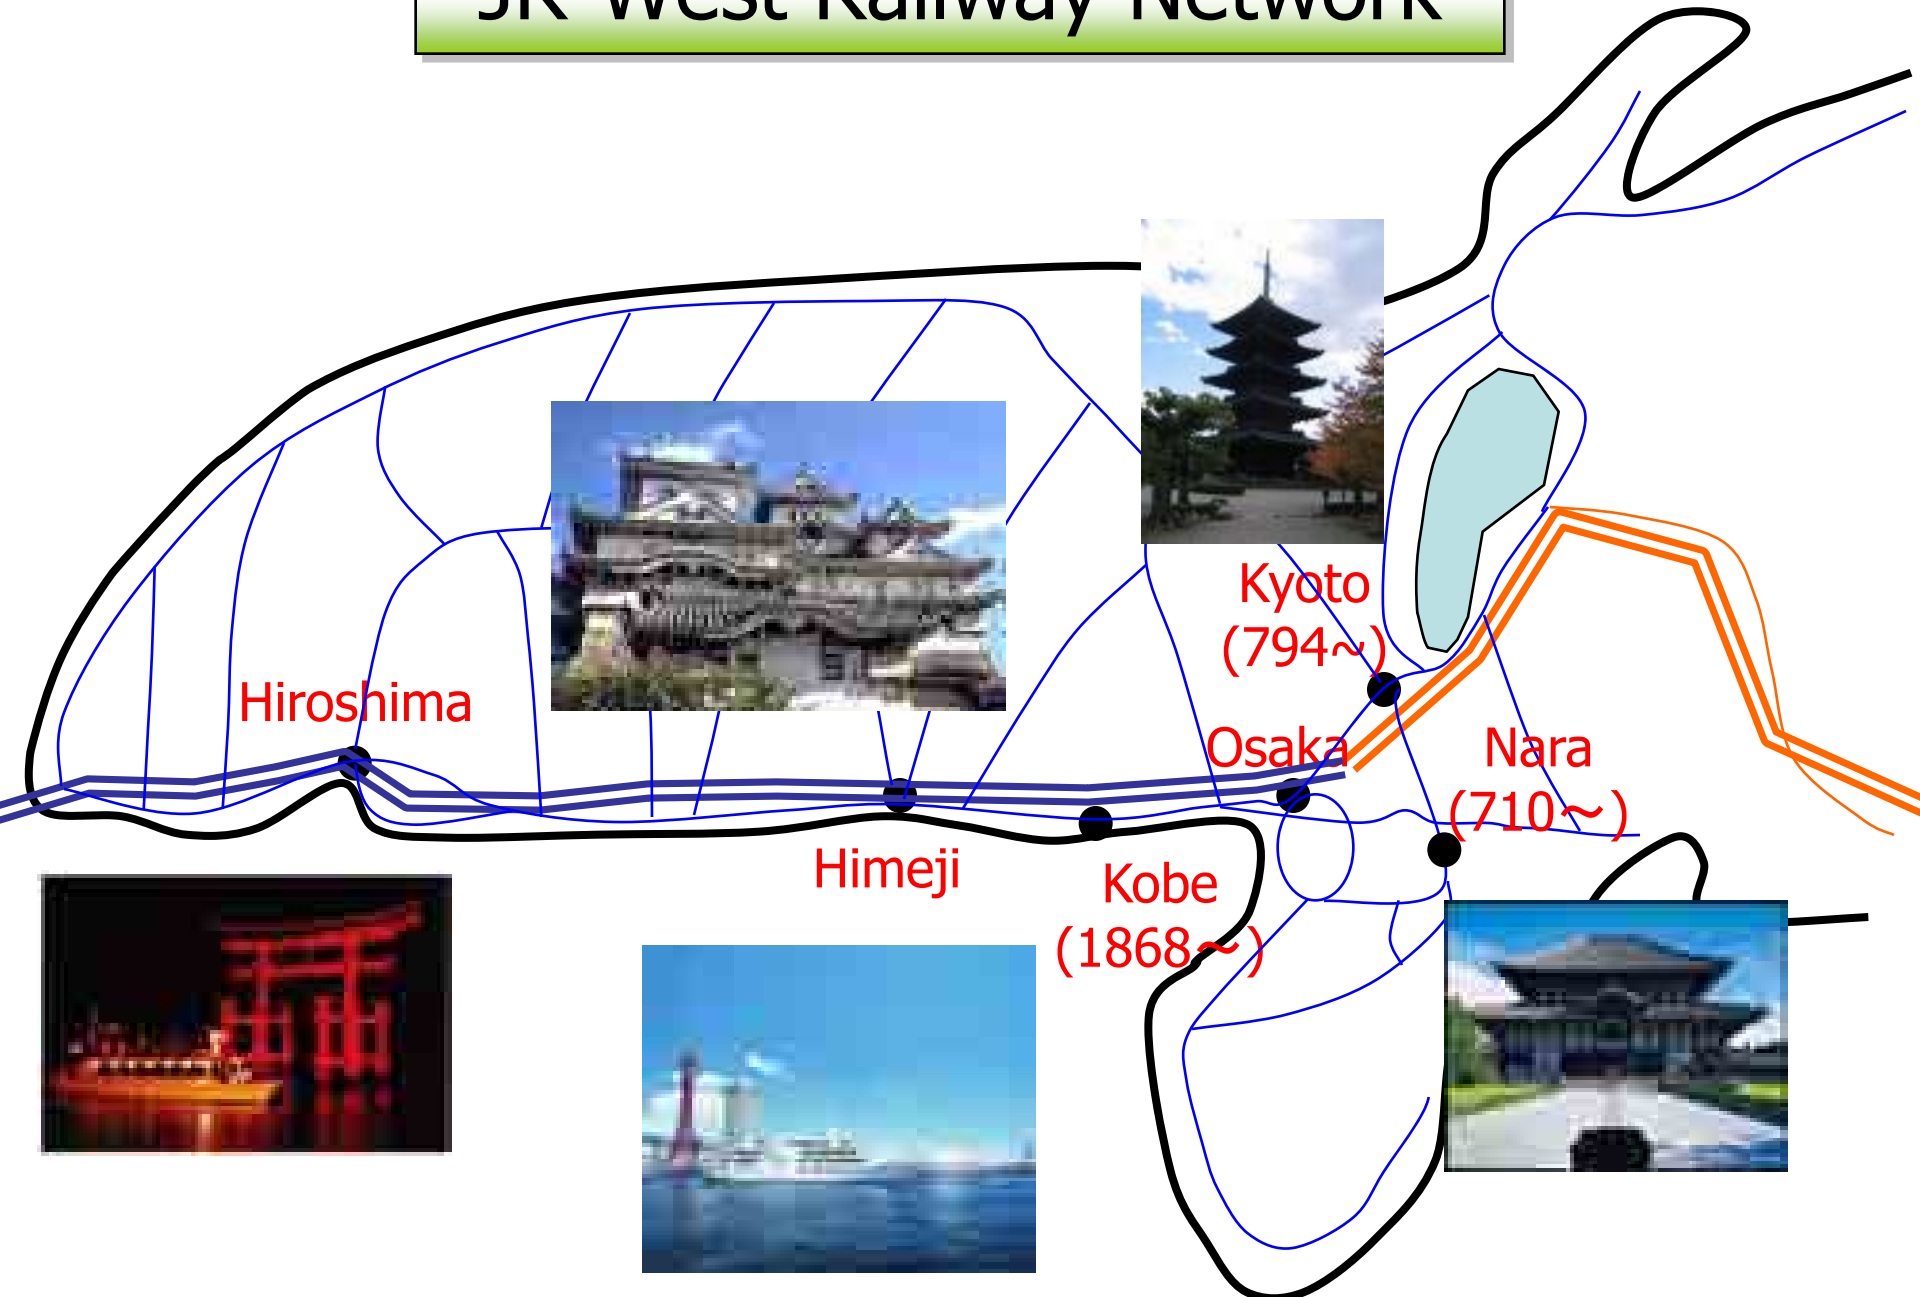 JR West Railway Network
Kyoto
(794~)
Hiroshima
Osaka
Nara
(710～)
Himeji
Kobe
(1868～)